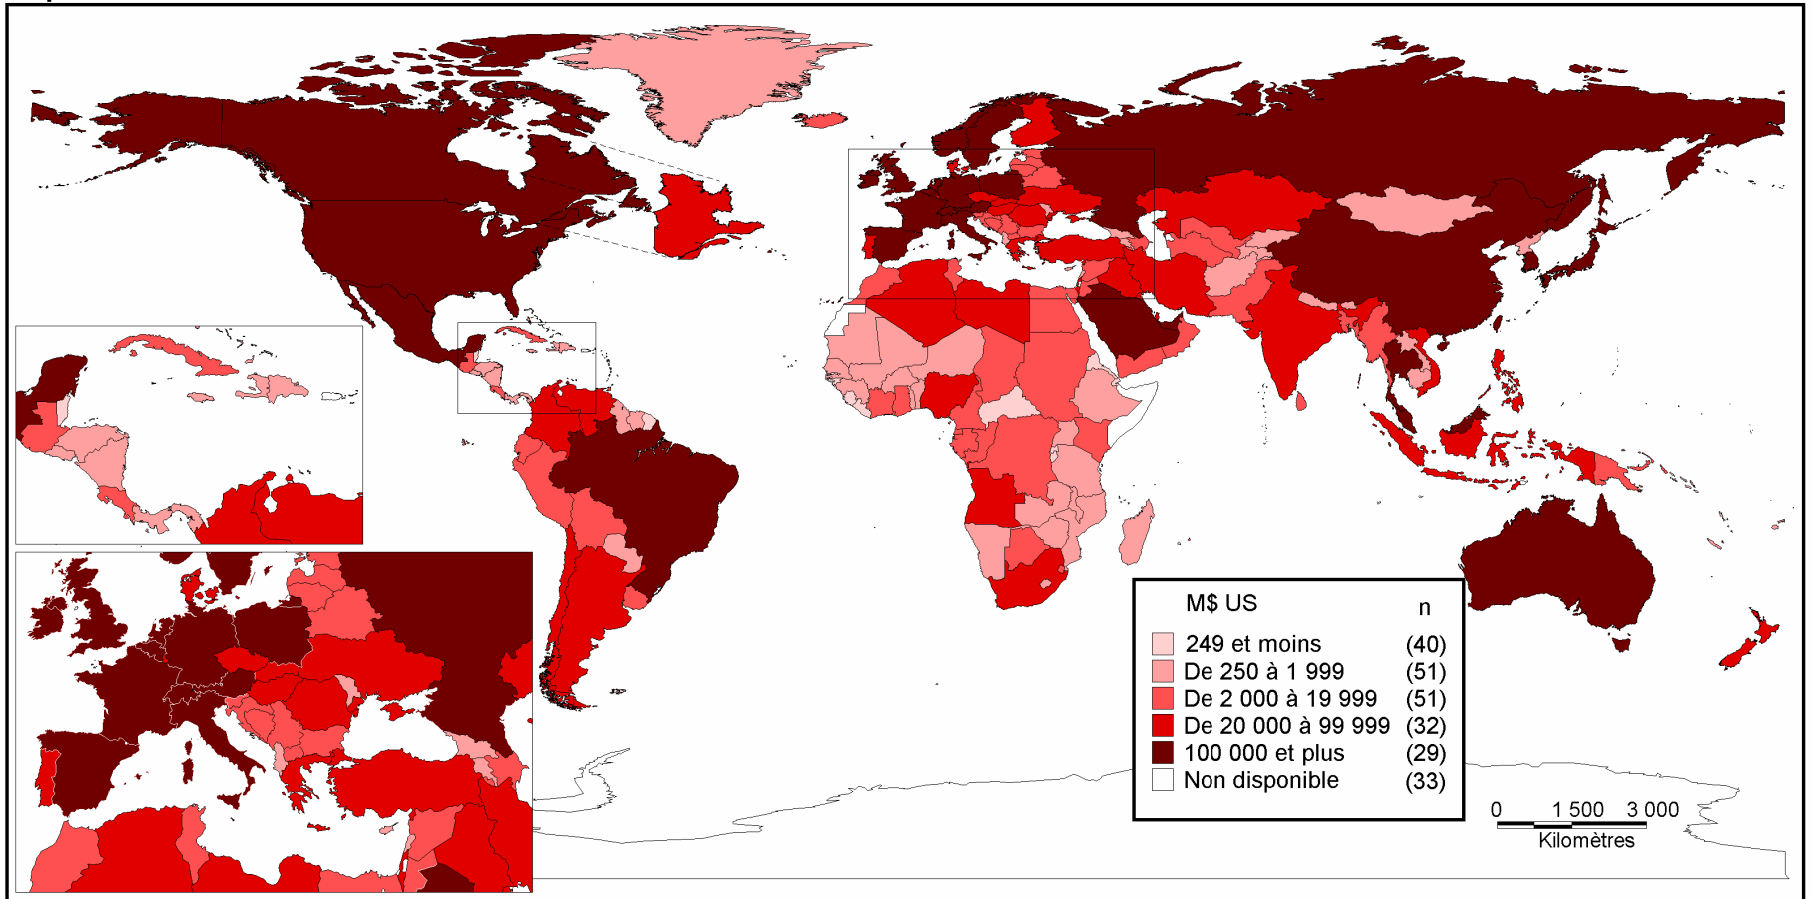 M$ US n
249 et moins (40)
De 250 à 1 999 (51)
De 2 000 à 19 999 (51)
De 20 000 à 99 999 (32)
100 000 et plus (29)
Non disponible (33)
0 1 500 3 000
Kilomètres